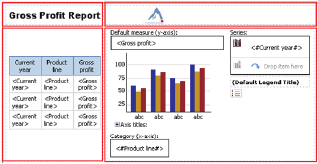 Gross Profit Report
Default measure (y-axis):
<Gross profit>
Series:
<#Current year#>
Drop item here
(Default Legend Title)
Current year
Product line
Gross profit
<Current year>
<Product line>
<Gross profit>
<Current year>
<Product line>
<Gross profit>
<Current year>
<Product line>
<Gross profit>
100
75
50
25
0
abc abc abc abc
Axis titles:
Category (x-axis):
<#Product line#>